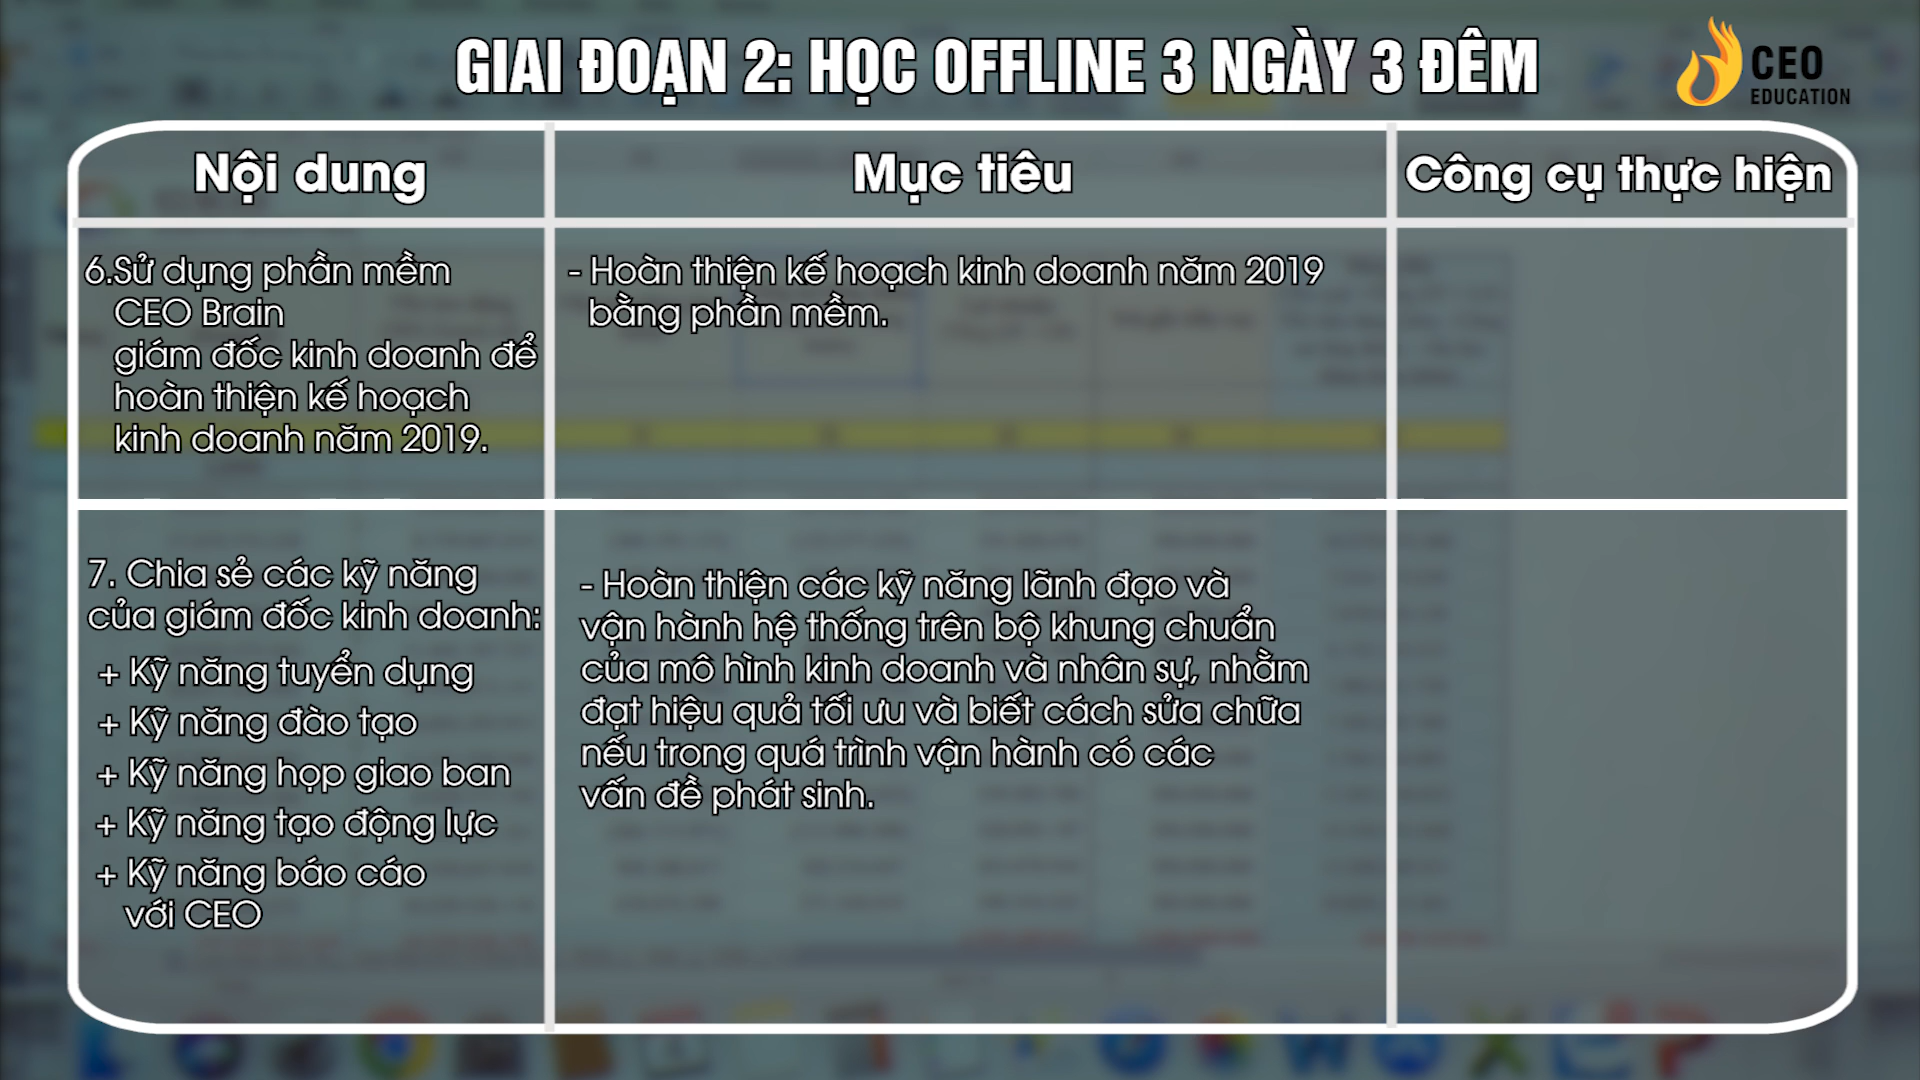 GIAI ĐOẠN 2: HỌC OFFLINE 3 NGÀY 3 ĐÊM
CEO
EDUCATION
Nội dung
Mục tiêu
Công cụ thực hiện
6.Sử dụng phần mềm
CEO Brain
giám đốc kinh doanh để
hoàn thiện kế hoạch
kinh doanh năm 2019.
- Hoàn thiện kế hoạch kinh doanh năm 2019
bằng phần mềm.
7. Chia sẻ các kỹ năng
của giám đốc kinh doanh:
+ Kỹ năng tuyển dụng
+ Kỹ năng đào tạo
+ Kỹ năng họp giao ban
+ Kỹ năng tạo động lực
+ Kỹ năng báo cáo
với CEO
- Hoàn thiện các kỹ năng lãnh đạo và
vận hành hệ thống trên bộ khung chuẩn
của mô hình kinh doanh và nhân sự, nhằm
đạt hiệu quả tối ưu và biết cách sửa chữa
nếu trong quá trình vận hành có các
vấn đề phát sinh.